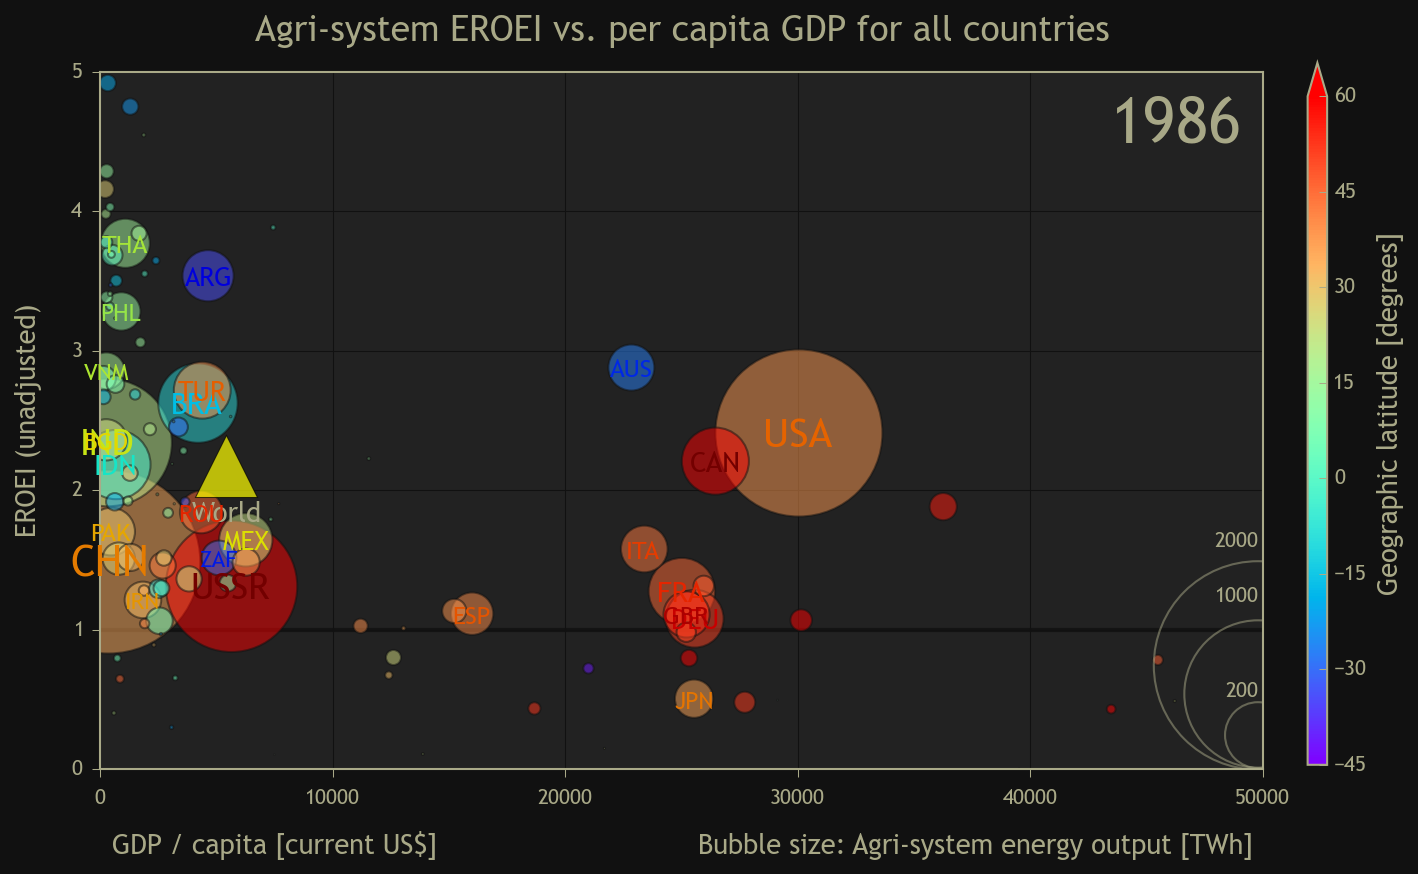 Agri-system EROEI vs. per capita GDP for all countries
1986
EROEI (unadjusted)
5
4
3
2
1
0
THA
ARG
PHL
VNM
AUS
TUR
BRA
USA
IND
IDN
CAN
World
PAK
MEX
ITA
CHN
ZAF
USSR
FRA
IRN
ESP
GBR
DEU
JPN
2000
1000
200
0
10000
20000
30000
40000
50000
GDP / capita [current US$]
Bubble size: Agri-system energy output [TWh]
60
45
30
15
0
−15
−30
−45
Geographic latitude [degrees]